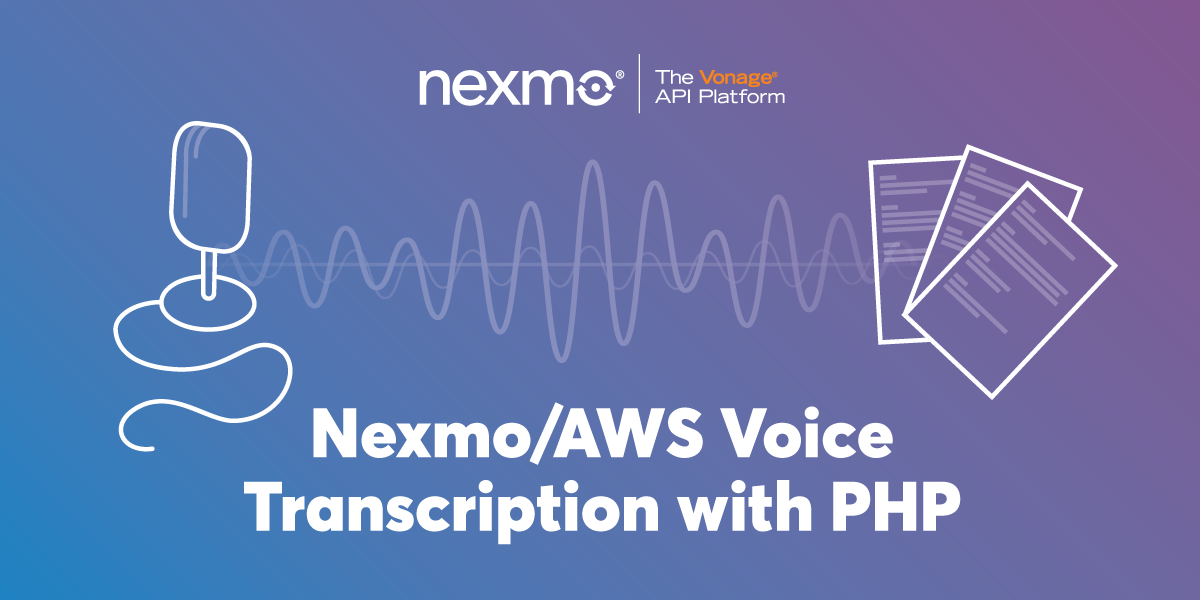 nexmo®
The Vonage®
API Platform
Nexmo/AWS Voice
Transcription with PHP